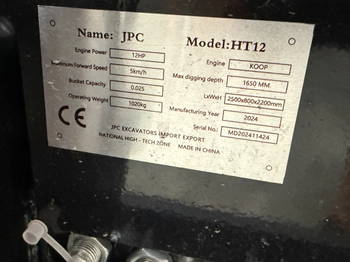 Name: JPC Model:HT12
Engine Power 12HP Engine KOOP
Maximum Forward Speed 5km/h Max digging depth 1650 MM
Bucket Capacity 0.025 LxWxH 2500x800x2200mm
Operating Weight 1020kg Manufacturing Year 2024
CE Serial No.: MD202411424
JPC EXCAVATORS IMPORT EXPORT
NATIONAL HIGH - TECH ZONE MADE IN CHINA